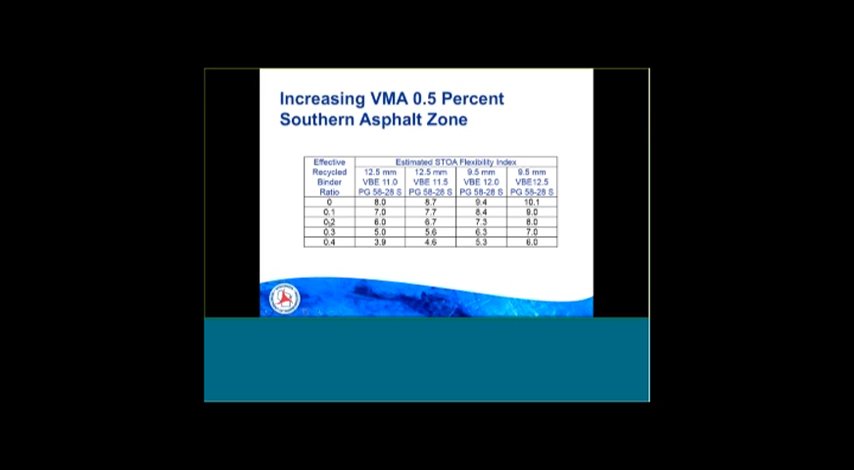 Increasing VMA 0.5 Percent
Southern Asphalt Zone
Effective Recycled Binder Ratio Estimated STOA Flexibility Index
12.5 mm VBE 11.0 PG 58-28 S 12.5 mm VBE 11.5 PG 58-28 S 9.5 mm VBE 12.0 PG 58-28 S 9.5 mm VBE12.5 PG 58-28 S
0 8.0 8.7 9.4 10.1
0.1 7.0 7.7 8.4 9.0
0.2 6.0 6.7 7.3 8.0
0.3 5.0 5.6 6.3 7.0
0.4 3.9 4.6 5.3 6.0